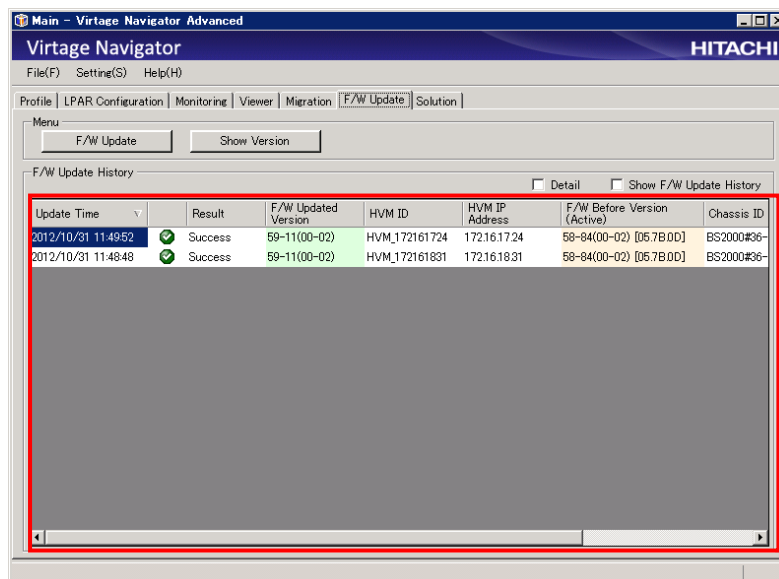 Main - Virtage Navigator Advanced
Virtage Navigator HITACHI
File(F) Setting(S) Help(H)
Profile LPAR Configuration Monitoring Viewer Migration F/W Update Solution
Menu
F/W Update Show Version
F/W Update History
Detail Show F/W Update History
Update Time Result F/W Updated Version HVM ID HVM IP Address F/W Before Version (Active) Chassis ID
2012/10/31 11:49:52 Success 59-11(00-02) HVM_172161724 172.16.17.24 58-84(00-02) [05.7B.0D] BS2000#36-
2012/10/31 11:48:48 Success 59-11(00-02) HVM_172161831 172.16.18.31 58-84(00-02) [05.7B.0D] BS2000#36-